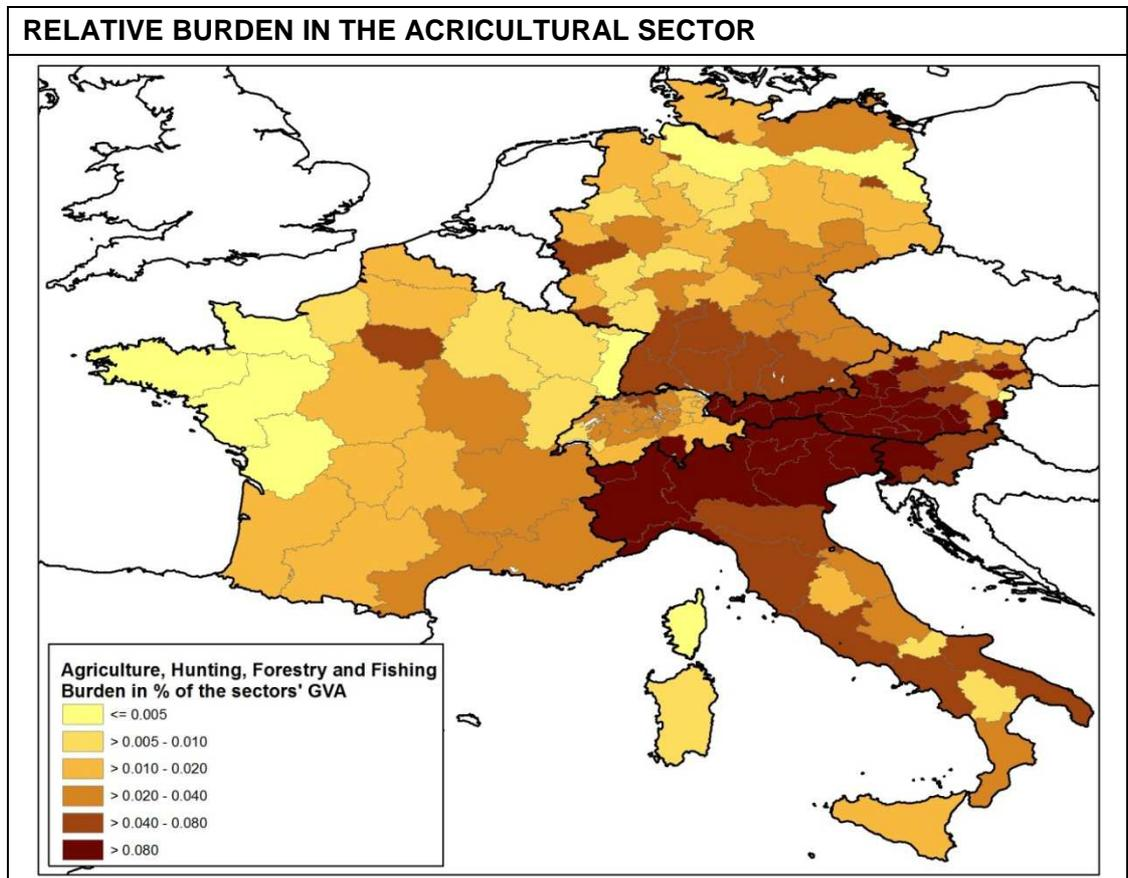 RELATIVE BURDEN IN THE ACRICULTURAL SECTOR
Agriculture, Hunting, Forestry and Fishing
Burden in % of the sectors' GVA
<= 0.005
> 0.005 - 0.010
> 0.010 - 0.020
> 0.020 - 0.040
> 0.040 - 0.080
> 0.080